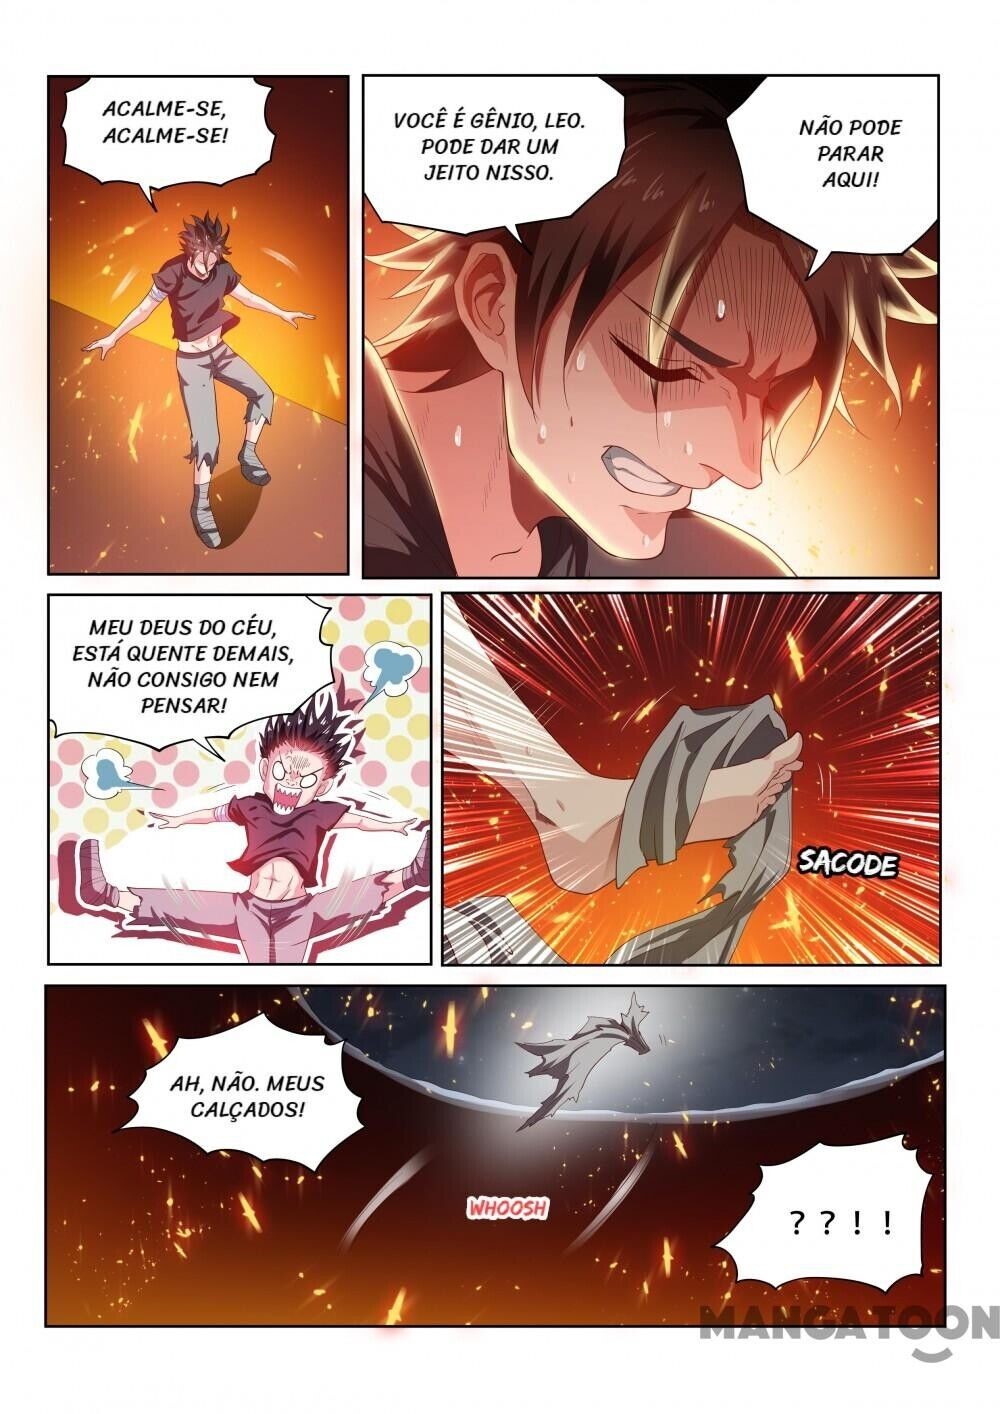 ACALME-SE,
ACALME-SE!
VOCÊ É GÊNIO, LEO.
PODE DAR UM
JEITO NISSO.
NÃO PODE
PARAR
AQUI!
MEU DEUS DO CÉU,
ESTÁ QUENTE DEMAIS,
NÃO CONSIGO NEM
PENSAR!
SACODE
AH, NÃO. MEUS
CALÇADOS!
WHOOSH
??!!
MANGATOON